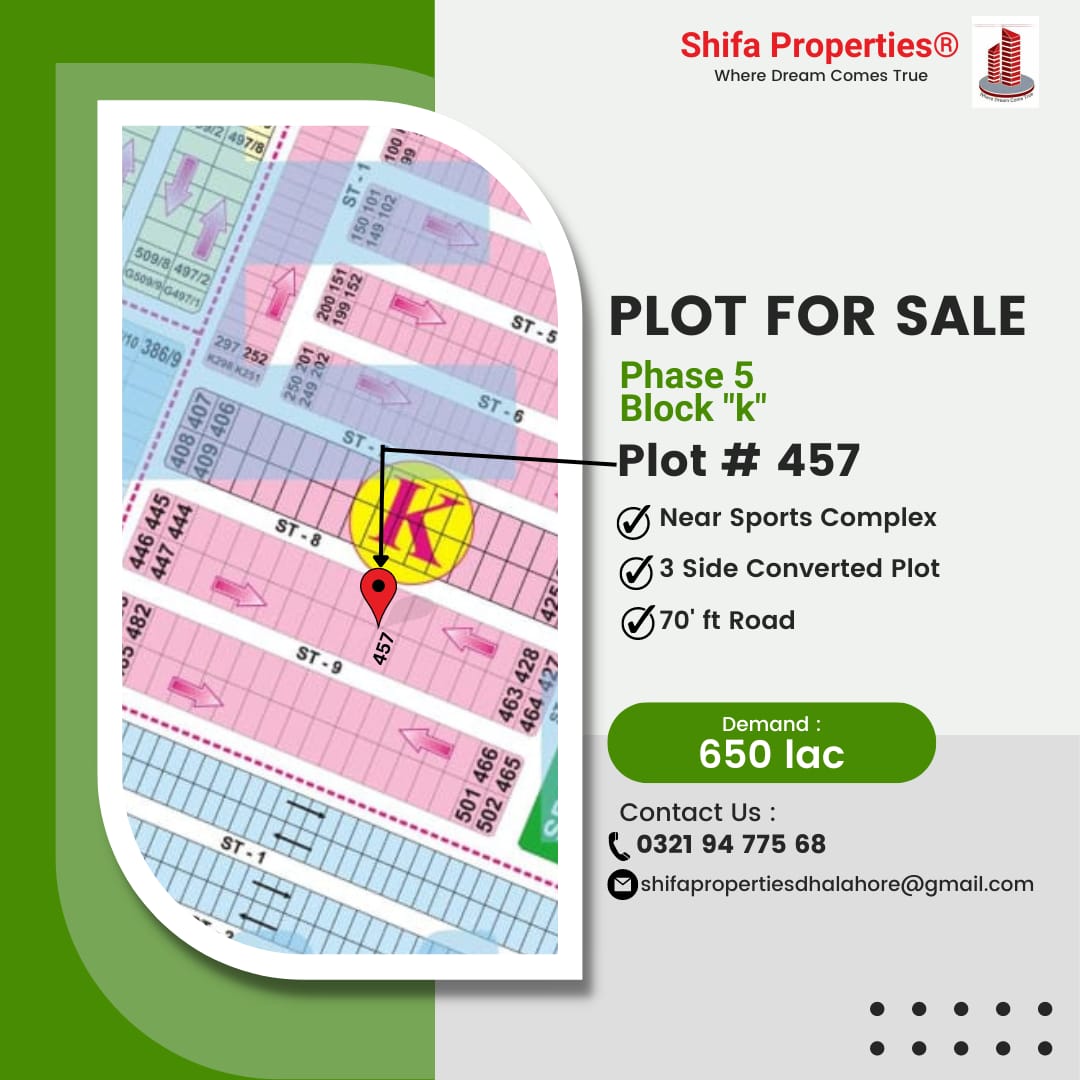 Shifa Properties®
Where Dream Comes True
Where Dream Come True
PLOT FOR SALE
Phase 5
Block "k"
Plot # 457
Near Sports Complex
3 Side Converted Plot
70' ft Road
Demand :
650 lac
Contact Us :
0321 94 775 68
shifapropertiesdhalahore@gmail.com
497/8
509/8 497/2
G509/9 G497/1
386/9
297 252
K298 K251
ST - 1
100
99
150 101
149 102
200 151
199 152
ST - 5
250 201
249 202
ST - 6
408 407
409 406
ST -
K
446 445
447 444
ST - 8
425
457
482
ST - 9
463 428
464 427
501 466
502 465
ST - 1